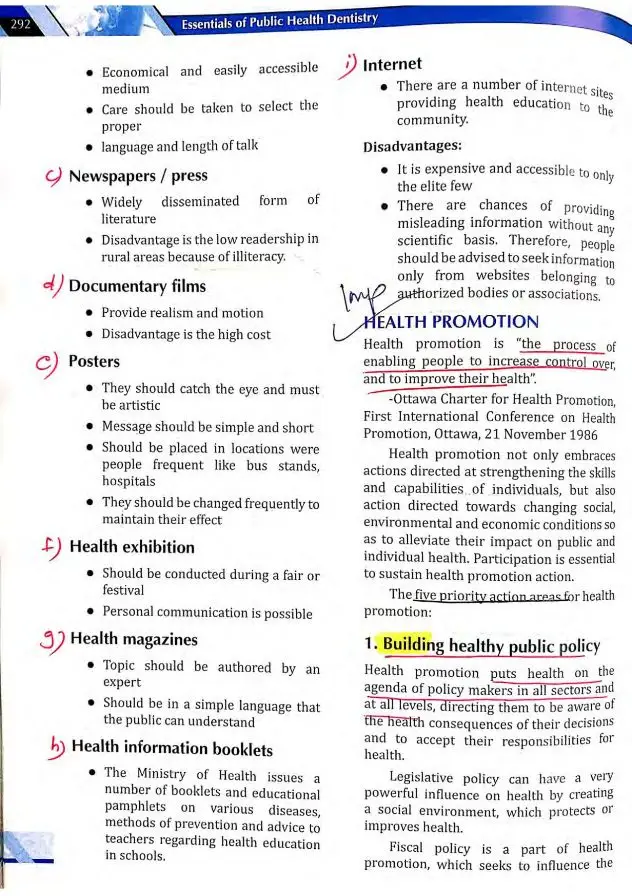 292
Essentials of Public Health Dentistry
• Economical and easily accessible
medium
• Care should be taken to select the
proper
• language and length of talk
c) Newspapers / press
• Widely disseminated form of
literature
• Disadvantage is the low readership in
rural areas because of illiteracy.
d) Documentary films
• Provide realism and motion
• Disadvantage is the high cost
e) Posters
• They should catch the eye and must
be artistic
• Message should be simple and short
• Should be placed in locations were
people frequent like bus stands,
hospitals
• They should be changed frequently to
maintain their effect
f) Health exhibition
• Should be conducted during a fair or
festival
• Personal communication is possible
g) Health magazines
• Topic should be authored by an
expert
• Should be in a simple language that
the public can understand
h) Health information booklets
• The Ministry of Health issues a
number of booklets and educational
pamphlets on various diseases,
methods of prevention and advice to
teachers regarding health education
in schools.
i) Internet
• There are a number of internet sites
providing health education to the
community.
Disadvantages:
• It is expensive and accessible to only
the elite few
• There are chances of providing
misleading information without any
scientific basis. Therefore, people
should be advised to seek information
only from websites belonging to
authorized bodies or associations.
Imp
HEALTH PROMOTION
Health promotion is "the process of
enabling people to increase control over,
and to improve their health".
-Ottawa Charter for Health Promotion,
First International Conference on Health
Promotion, Ottawa, 21 November 1986
Health promotion not only embraces
actions directed at strengthening the skills
and capabilities of individuals, but also
action directed towards changing social,
environmental and economic conditions so
as to alleviate their impact on public and
individual health. Participation is essential
to sustain health promotion action.
The five priority action areas for health
promotion:
1. Building healthy public policy
Health promotion puts health on the
agenda of policy makers in all sectors and
at all levels, directing them to be aware of
the health consequences of their decisions
and to accept their responsibilities for
health.
Legislative policy can have a very
powerful influence on health by creating
a social environment, which protects or
improves health.
Fiscal policy is a part of health
promotion, which seeks to influence the